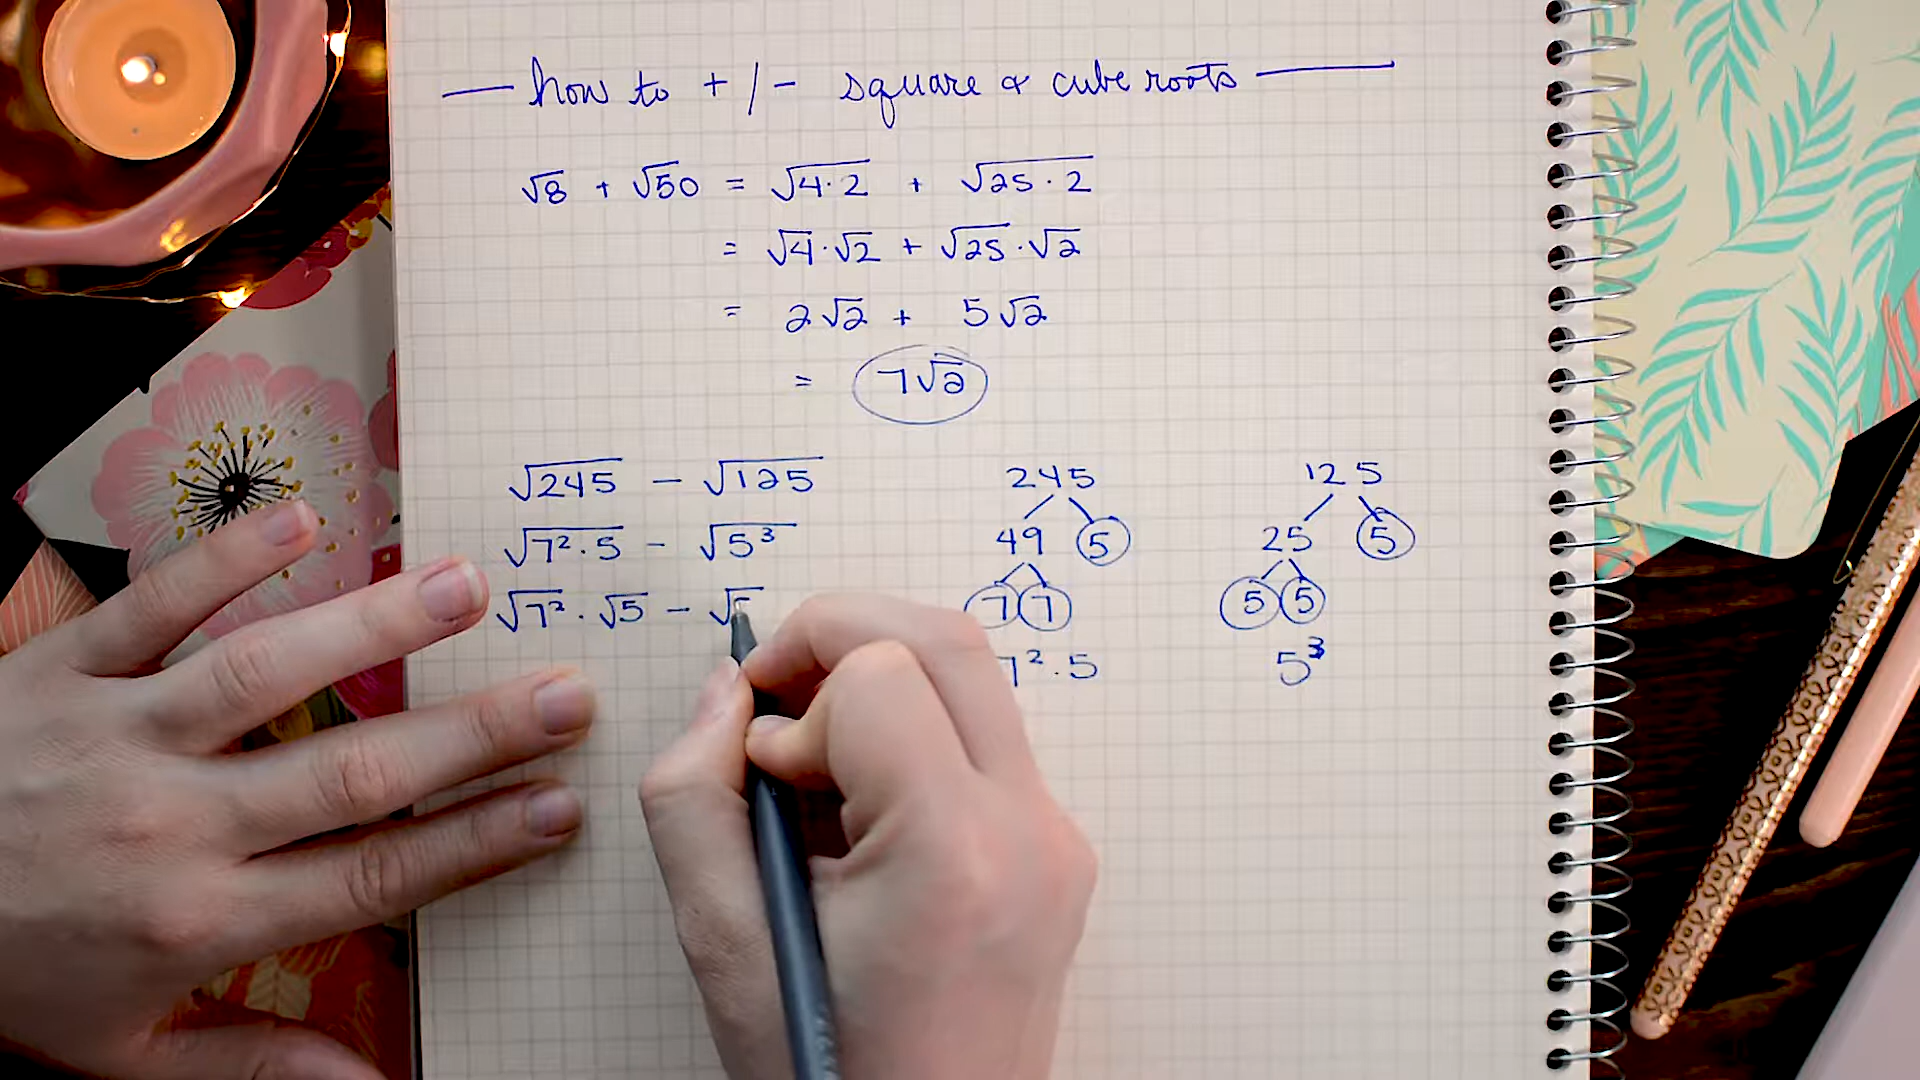 — how to + / - square & cube roots —
√8 + √50 = √4·2 + √25·2
= √4·√2 + √25·√2
= 2√2 + 5√2
= 7√2
√245 - √125
√7²·5 - √5³
√7²·√5 - √
245
49 5
7 7
7²·5
125
25 5
5 5
5³